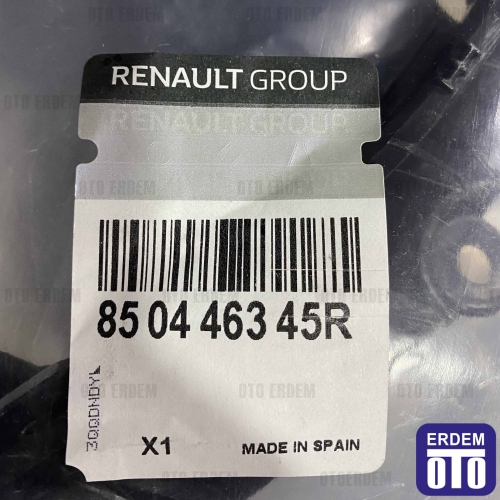 RENAULT GROUP
RENAULT GROUP
85 04 463 45R
X1
MADE IN SPAIN
ERDEM
OTO
OTO ERDEM